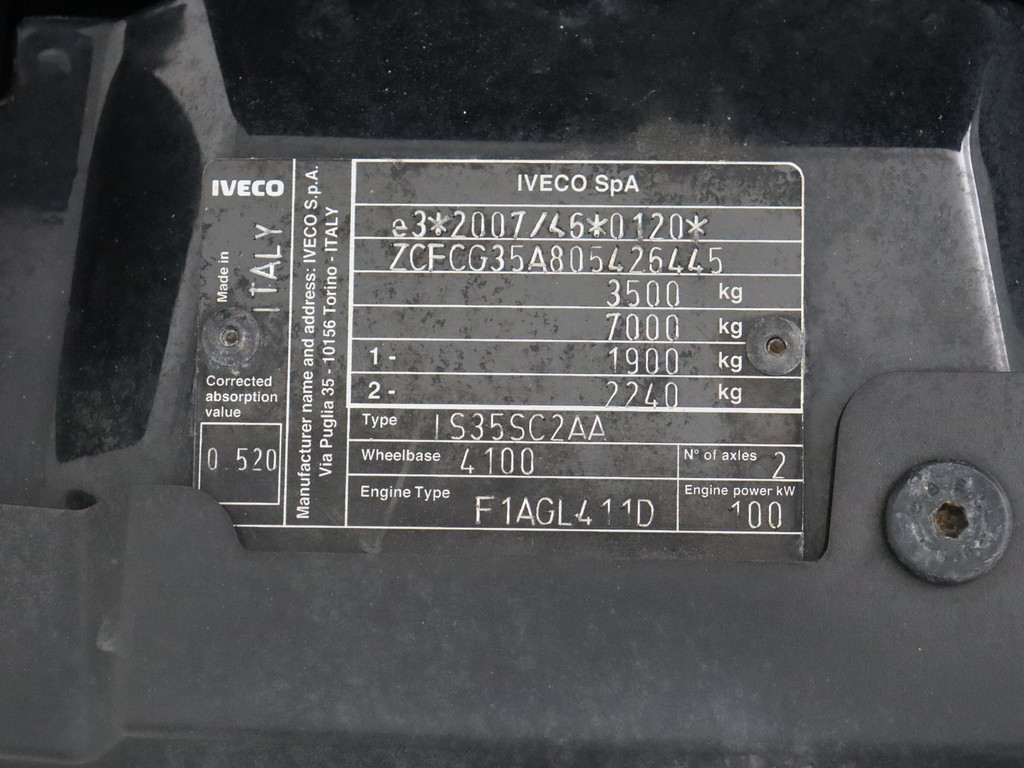 IVECO
Made in
ITALY
Corrected
absorption
value
0.520
Manufacturer name and address: IVECO S.p.A.
Via Puglia 35 - 10156 Torino - ITALY
IVECO SpA
e3*2007/46*0120*
ZCFCG35A805426445
3500 kg
7000 kg
1 - 1900 kg
2 - 2240 kg
Type IS35SC2AA
Wheelbase 4100
N° of axles 2
Engine Type F1AGL411D
Engine power kW 100